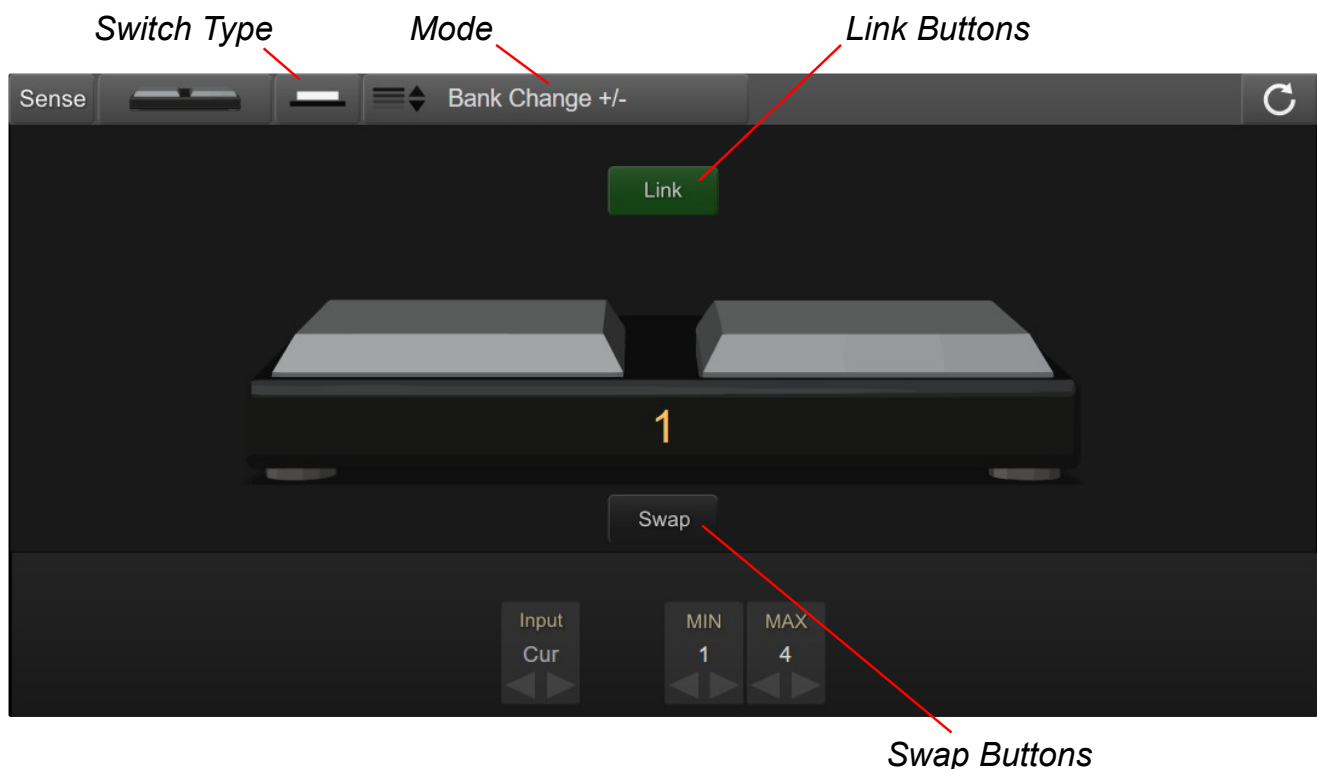 Switch Type Mode Link Buttons
Sense Bank Change +/-
Link
1
Swap
Input MIN MAX
Cur 1 4
Swap Buttons